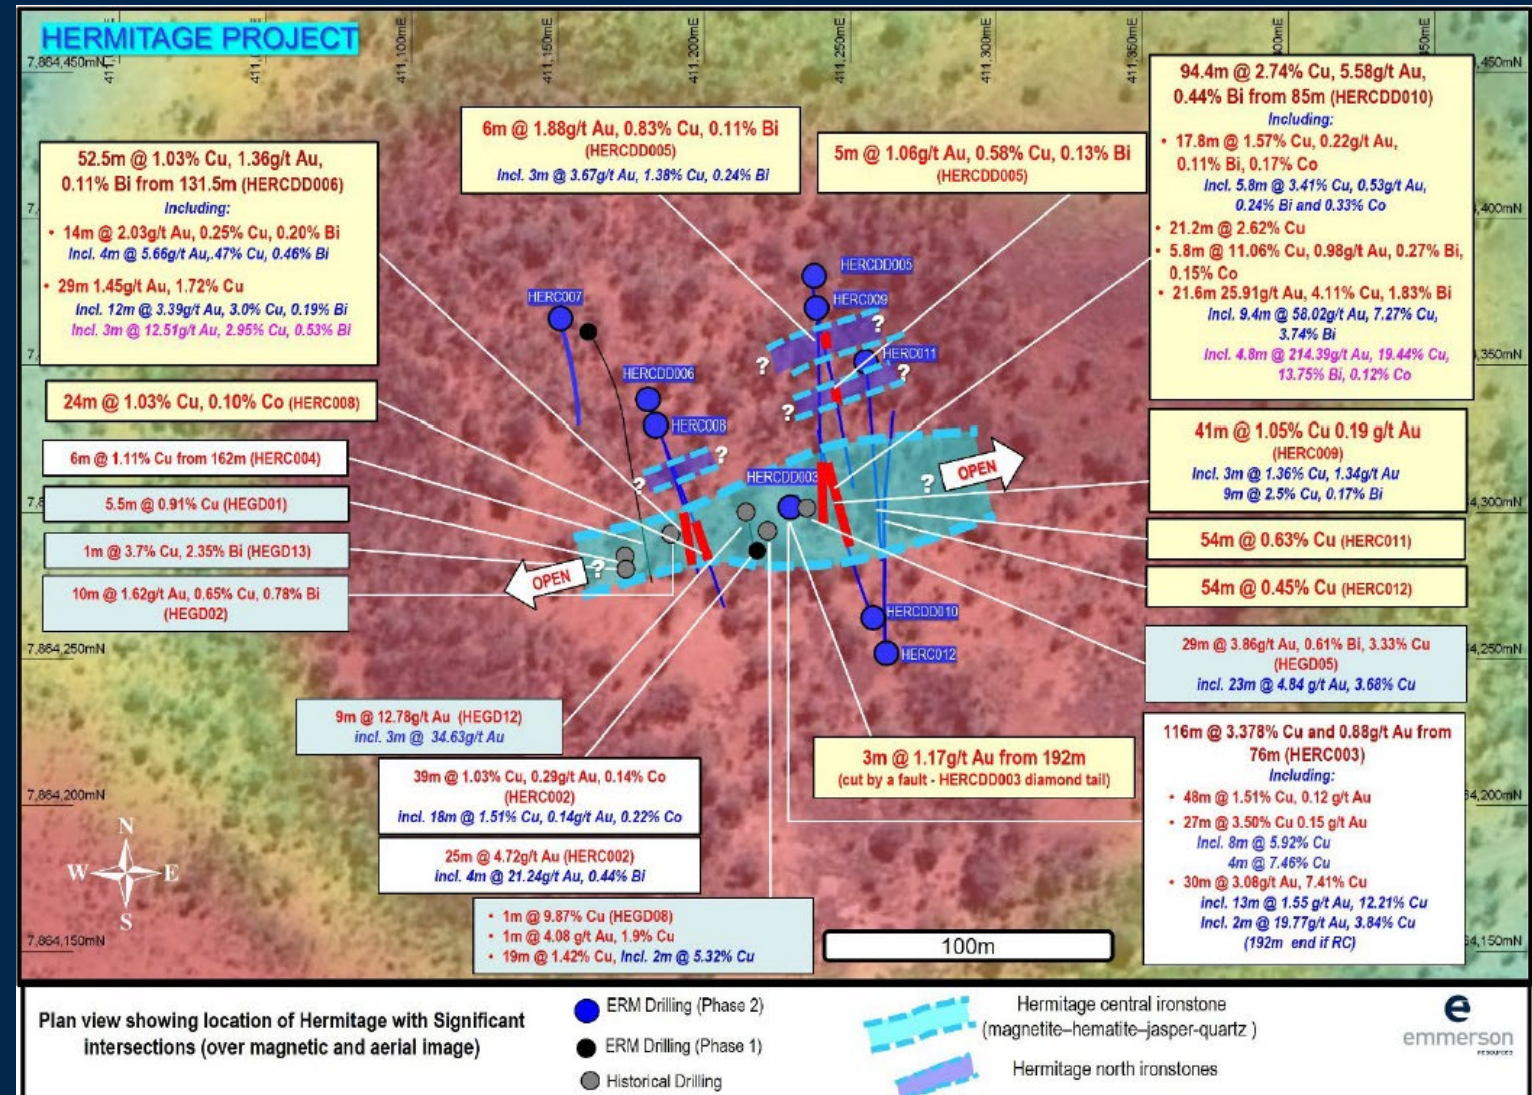 HERMITAGE PROJECT
411,100mE
411,150mE
411,200mE
411,250mE
411,300mE
411,350mE
7,864,450mN
94.4m @ 2.74% Cu, 5.58g/t Au,
0.44% Bi from 85m (HERCDD010)
Including:
• 17.8m @ 1.57% Cu, 0.22g/t Au,
0.11% Bi, 0.17% Co
Incl. 5.8m @ 3.41% Cu, 0.53g/t Au,
0.24% Bi and 0.33% Co
• 21.2m @ 2.62% Cu
• 5.8m @ 11.06% Cu, 0.98g/t Au, 0.27% Bi,
0.15% Co
• 21.6m 25.91g/t Au, 4.11% Cu, 1.83% Bi
Incl. 9.4m @ 58.02g/t Au, 7.27% Cu,
3.74% Bi
Incl. 4.8m @ 214.39g/t Au, 19.44% Cu,
13.75% Bi, 0.12% Co
6m @ 1.88g/t Au, 0.83% Cu, 0.11% Bi
(HERCDD005)
Incl. 3m @ 3.67g/t Au, 1.38% Cu, 0.24% Bi
5m @ 1.06g/t Au, 0.58% Cu, 0.13% Bi
(HERCDD005)
52.5m @ 1.03% Cu, 1.36g/t Au,
0.11% Bi from 131.5m (HERCDD006)
Including:
• 14m @ 2.03g/t Au, 0.25% Cu, 0.20% Bi
Incl. 4m @ 5.66g/t Au,.47% Cu, 0.46% Bi
• 29m 1.45g/t Au, 1.72% Cu
Incl. 12m @ 3.39g/t Au, 3.0% Cu, 0.19% Bi
Incl. 3m @ 12.51g/t Au, 2.95% Cu, 0.53% Bi
HERCDD005
HERC007
HERC009
?
HERC011
?
?
HERCDD006
?
HERC008
24m @ 1.03% Cu, 0.10% Co (HERC008)
41m @ 1.05% Cu 0.19 g/t Au
(HERC009)
Incl. 3m @ 1.36% Cu, 1.34g/t Au
9m @ 2.5% Cu, 0.17% Bi
6m @ 1.11% Cu from 162m (HERC004)
?
?
HERCDD003
?
OPEN
5.5m @ 0.91% Cu (HEGD01)
54m @ 0.63% Cu (HERC011)
1m @ 3.7% Cu, 2.35% Bi (HEGD13)
OPEN
?
54m @ 0.45% Cu (HERC012)
10m @ 1.62g/t Au, 0.65% Cu, 0.78% Bi
(HEGD02)
HERCDD010
HERC012
7,864,250mN
29m @ 3.86g/t Au, 0.61% Bi, 3.33% Cu
(HEGD05)
incl. 23m @ 4.84 g/t Au, 3.68% Cu
9m @ 12.78g/t Au (HEGD12)
incl. 3m @ 34.63g/t Au
3m @ 1.17g/t Au from 192m
(cut by a fault - HERCDD003 diamond tail)
39m @ 1.03% Cu, 0.29g/t Au, 0.14% Co
(HERC002)
incl. 18m @ 1.51% Cu, 0.14g/t Au, 0.22% Co
25m @ 4.72g/t Au (HERC002)
incl. 4m @ 21.24g/t Au, 0.44% Bi
116m @ 3.378% Cu and 0.88g/t Au from
76m (HERC003)
Including:
• 48m @ 1.51% Cu, 0.12 g/t Au
• 27m @ 3.50% Cu 0.15 g/t Au
Incl 8m @ 5.92% Cu
4m @ 7.46% Cu
• 30m @ 3.08g/t Au, 7.41% Cu
incl. 13m @ 1.55 g/t Au, 12.21% Cu
Incl. 2m @ 19.77g/t Au, 3.84% Cu
(192m end if RC)
7,864,200mN
N
W E
S
• 1m @ 9.87% Cu (HEGD08)
• 1m @ 4.08 g/t Au, 1.9% Cu
• 19m @ 1.42% Cu, Incl. 2m @ 5.32% Cu
7,864,150mN
100m
Plan view showing location of Hermitage with Significant
intersections (over magnetic and aerial image)
ERM Drilling (Phase 2)
ERM Drilling (Phase 1)
Historical Drilling
Hermitage central ironstone
(magnetite–hematite–jasper-quartz )
Hermitage north ironstones
emmerson
RESOURCES